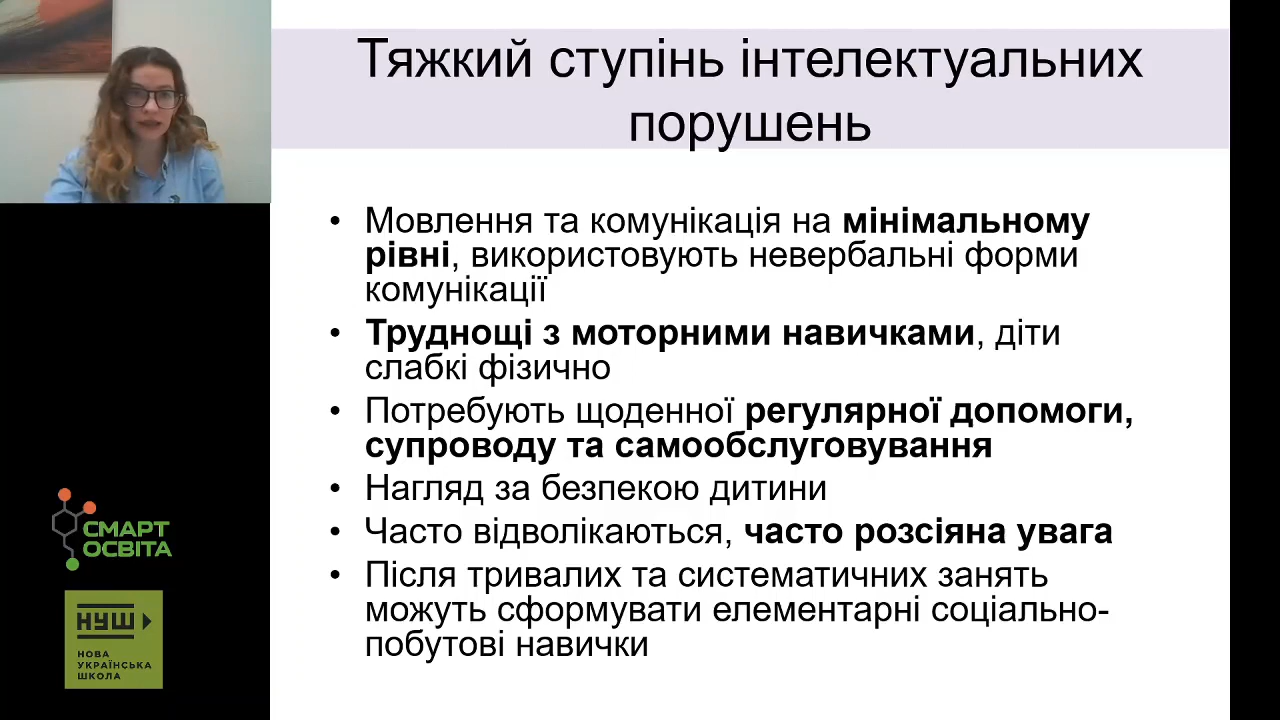 Тяжкий ступінь інтелектуальних
порушень
• Мовлення та комунікація на мінімальному
рівні, використовують невербальні форми
комунікації
• Труднощі з моторними навичками, діти
слабкі фізично
• Потребують щоденної регулярної допомоги,
супроводу та самообслуговування
• Нагляд за безпекою дитини
• Часто відволікаються, часто розсіяна увага
• Після тривалих та систематичних занять
можуть сформувати елементарні соціально-
побутові навички
СМАРТ
ОСВІТА
НУШ
НОВА
УКРАЇНСЬКА
ШКОЛА